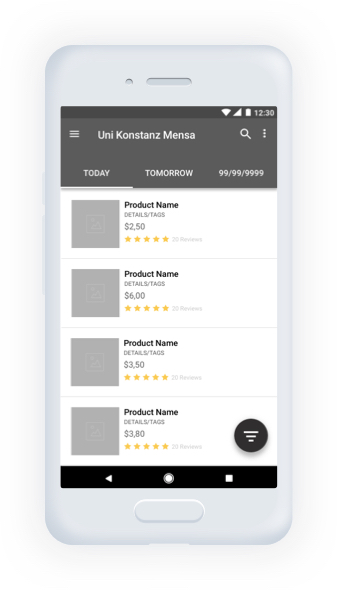 12:30
Uni Konstanz Mensa
TODAY TOMORROW 99/99/9999
Product Name
DETAILS/TAGS
$2,50
20 Reviews
Product Name
DETAILS/TAGS
$6,00
20 Reviews
Product Name
DETAILS/TAGS
$3,50
20 Reviews
Product Name
DETAILS/TAGS
$3,80
20 Reviews